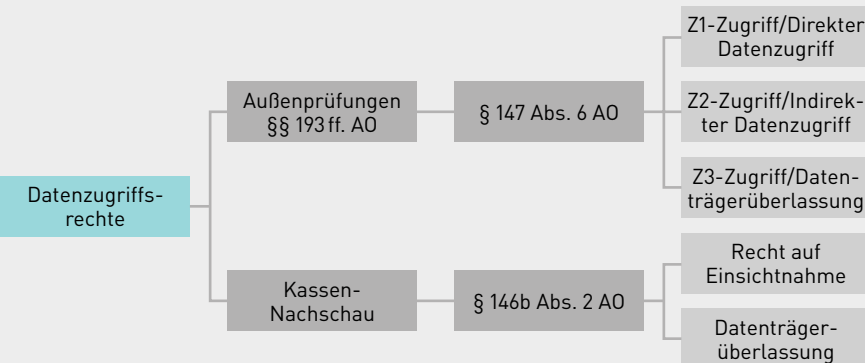 Datenzugriffs-
rechte
Außenprüfungen
§§ 193 ff. AO
§ 147 Abs. 6 AO
Z1-Zugriff/Direkter
Datenzugriff
Z2-Zugriff/Indirek-
ter Datenzugriff
Z3-Zugriff/Daten-
trägerüberlassung
Kassen-
Nachschau
§ 146b Abs. 2 AO
Recht auf
Einsichtnahme
Datenträger-
überlassung